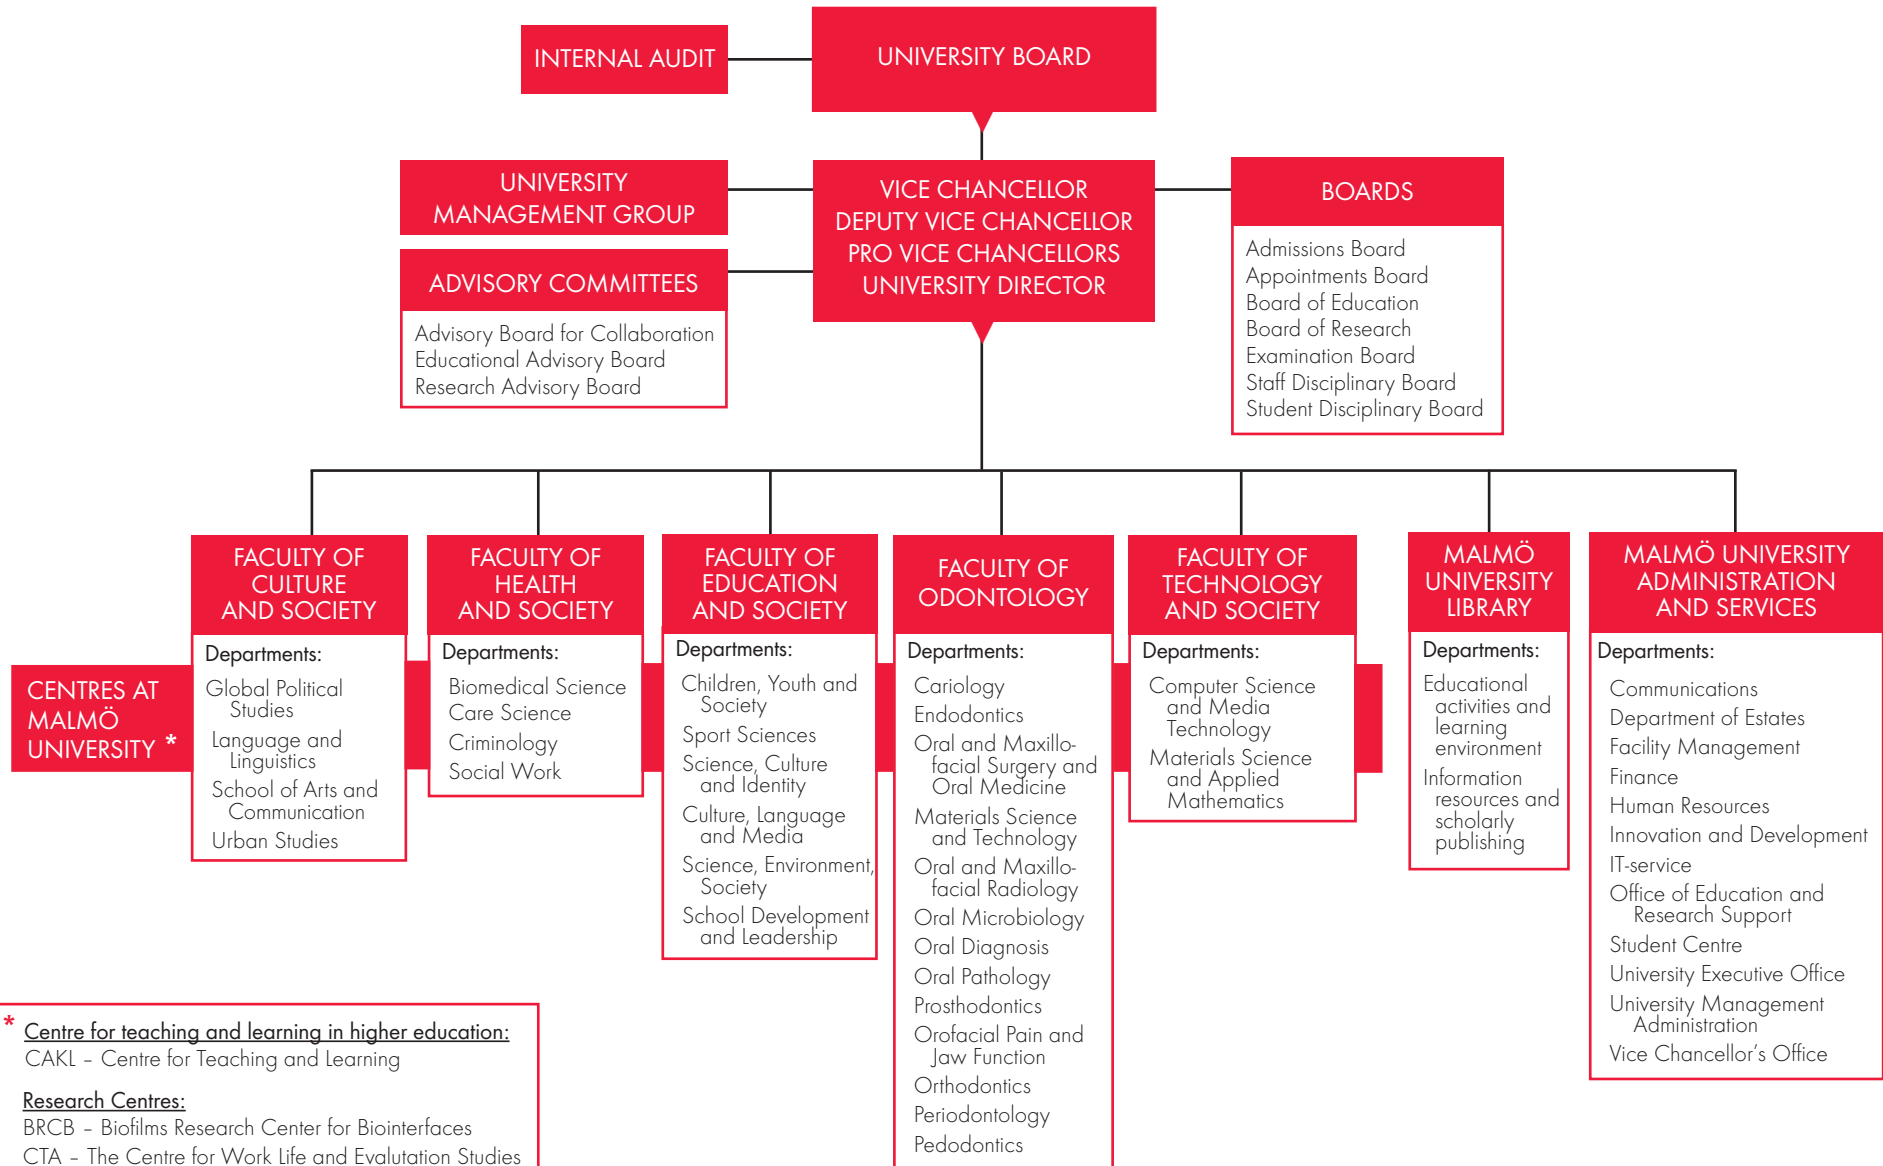 INTERNAL AUDIT
UNIVERSITY BOARD
UNIVERSITY
MANAGEMENT GROUP
VICE CHANCELLOR
DEPUTY VICE CHANCELLOR
PRO VICE CHANCELLORS
UNIVERSITY DIRECTOR
BOARDS
Admissions Board
Appointments Board
Board of Education
Board of Research
Examination Board
Staff Disciplinary Board
Student Disciplinary Board
ADVISORY COMMITTEES
Advisory Board for Collaboration
Educational Advisory Board
Research Advisory Board
CENTRES AT
MALMÖ
UNIVERSITY *
FACULTY OF
CULTURE
AND SOCIETY
Departments:
Global Political
Studies
Language and
Linguistics
School of Arts and
Communication
Urban Studies
FACULTY OF
HEALTH
AND SOCIETY
Departments:
Biomedical Science
Care Science
Criminology
Social Work
FACULTY OF
EDUCATION
AND SOCIETY
Departments:
Children, Youth and
Society
Sport Sciences
Science, Culture
and Identity
Culture, Language
and Media
Science, Environment,
Society
School Development
and Leadership
FACULTY OF
ODONTOLOGY
Departments:
Cariology
Endodontics
Oral and Maxillo-
facial Surgery and
Oral Medicine
Materials Science
and Technology
Oral and Maxillo-
facial Radiology
Oral Microbiology
Oral Diagnosis
Oral Pathology
Prosthodontics
Orofacial Pain and
Jaw Function
Orthodontics
Periodontology
Pedodontics
FACULTY OF
TECHNOLOGY
AND SOCIETY
Departments:
Computer Science
and Media
Technology
Materials Science
and Applied
Mathematics
MALMÖ
UNIVERSITY
LIBRARY
Departments:
Educational
activities and
learning
environment
Information
resources and
scholarly
publishing
MALMÖ UNIVERSITY
ADMINISTRATION
AND SERVICES
Departments:
Communications
Department of Estates
Facility Management
Finance
Human Resources
Innovation and Development
IT-service
Office of Education and
Research Support
Student Centre
University Executive Office
University Management
Administration
Vice Chancellor's Office
* Centre for teaching and learning in higher education:
CAKL – Centre for Teaching and Learning
Research Centres:
BRCB – Biofilms Research Center for Biointerfaces
CTA – The Centre for Work Life and Evalutation Studies